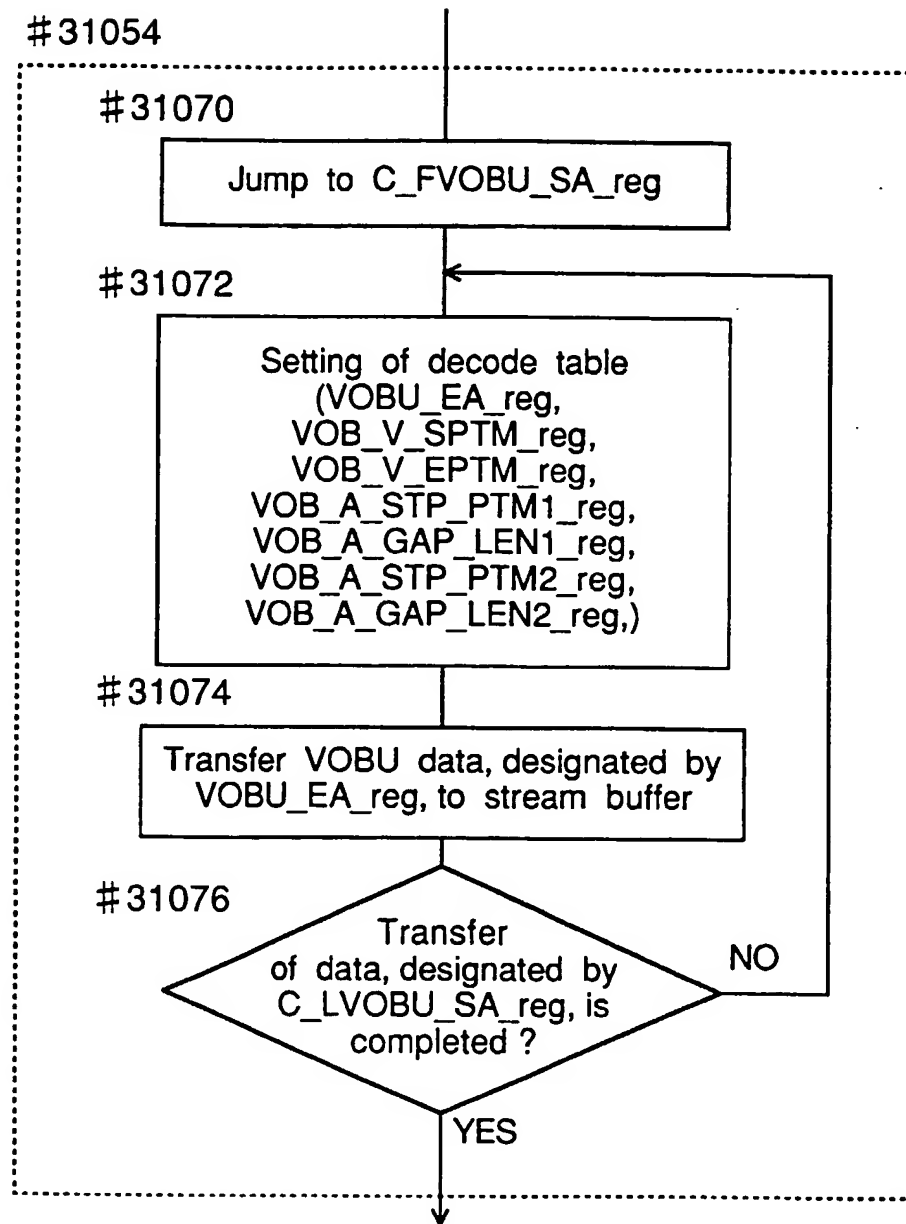 #31054
#31070
Jump to C_FVOBU_SA_reg
#31072
Setting of decode table
(VOBU_EA_reg,
VOB_V_SPTM_reg,
VOB_V_EPTM_reg,
VOB_A_STP_PTM1_reg,
VOB_A_GAP_LEN1_reg,
VOB_A_STP_PTM2_reg,
VOB_A_GAP_LEN2_reg,)
#31074
Transfer VOBU data, designated by
VOBU_EA_reg, to stream buffer
#31076
Transfer
of data, designated by
C_LVOBU_SA_reg, is
completed ?
NO
YES